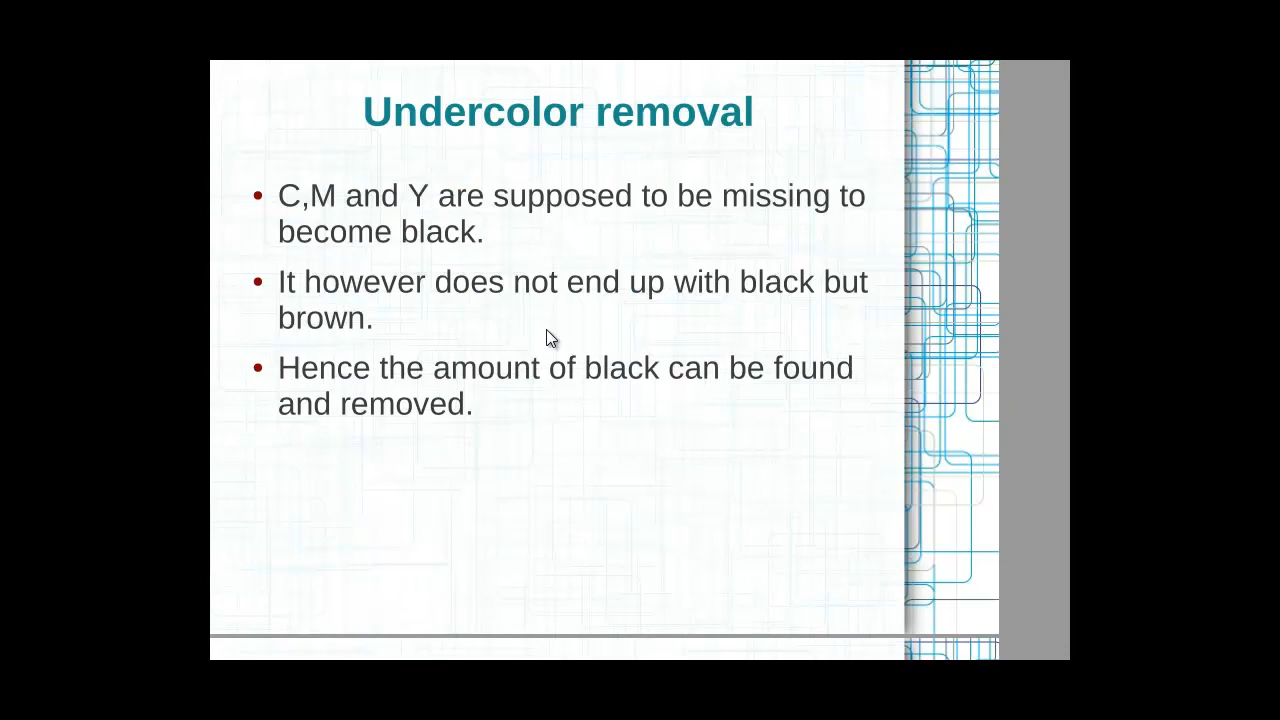 Undercolor removal
• C,M and Y are supposed to be missing to
become black.
• It however does not end up with black but
brown.
• Hence the amount of black can be found
and removed.